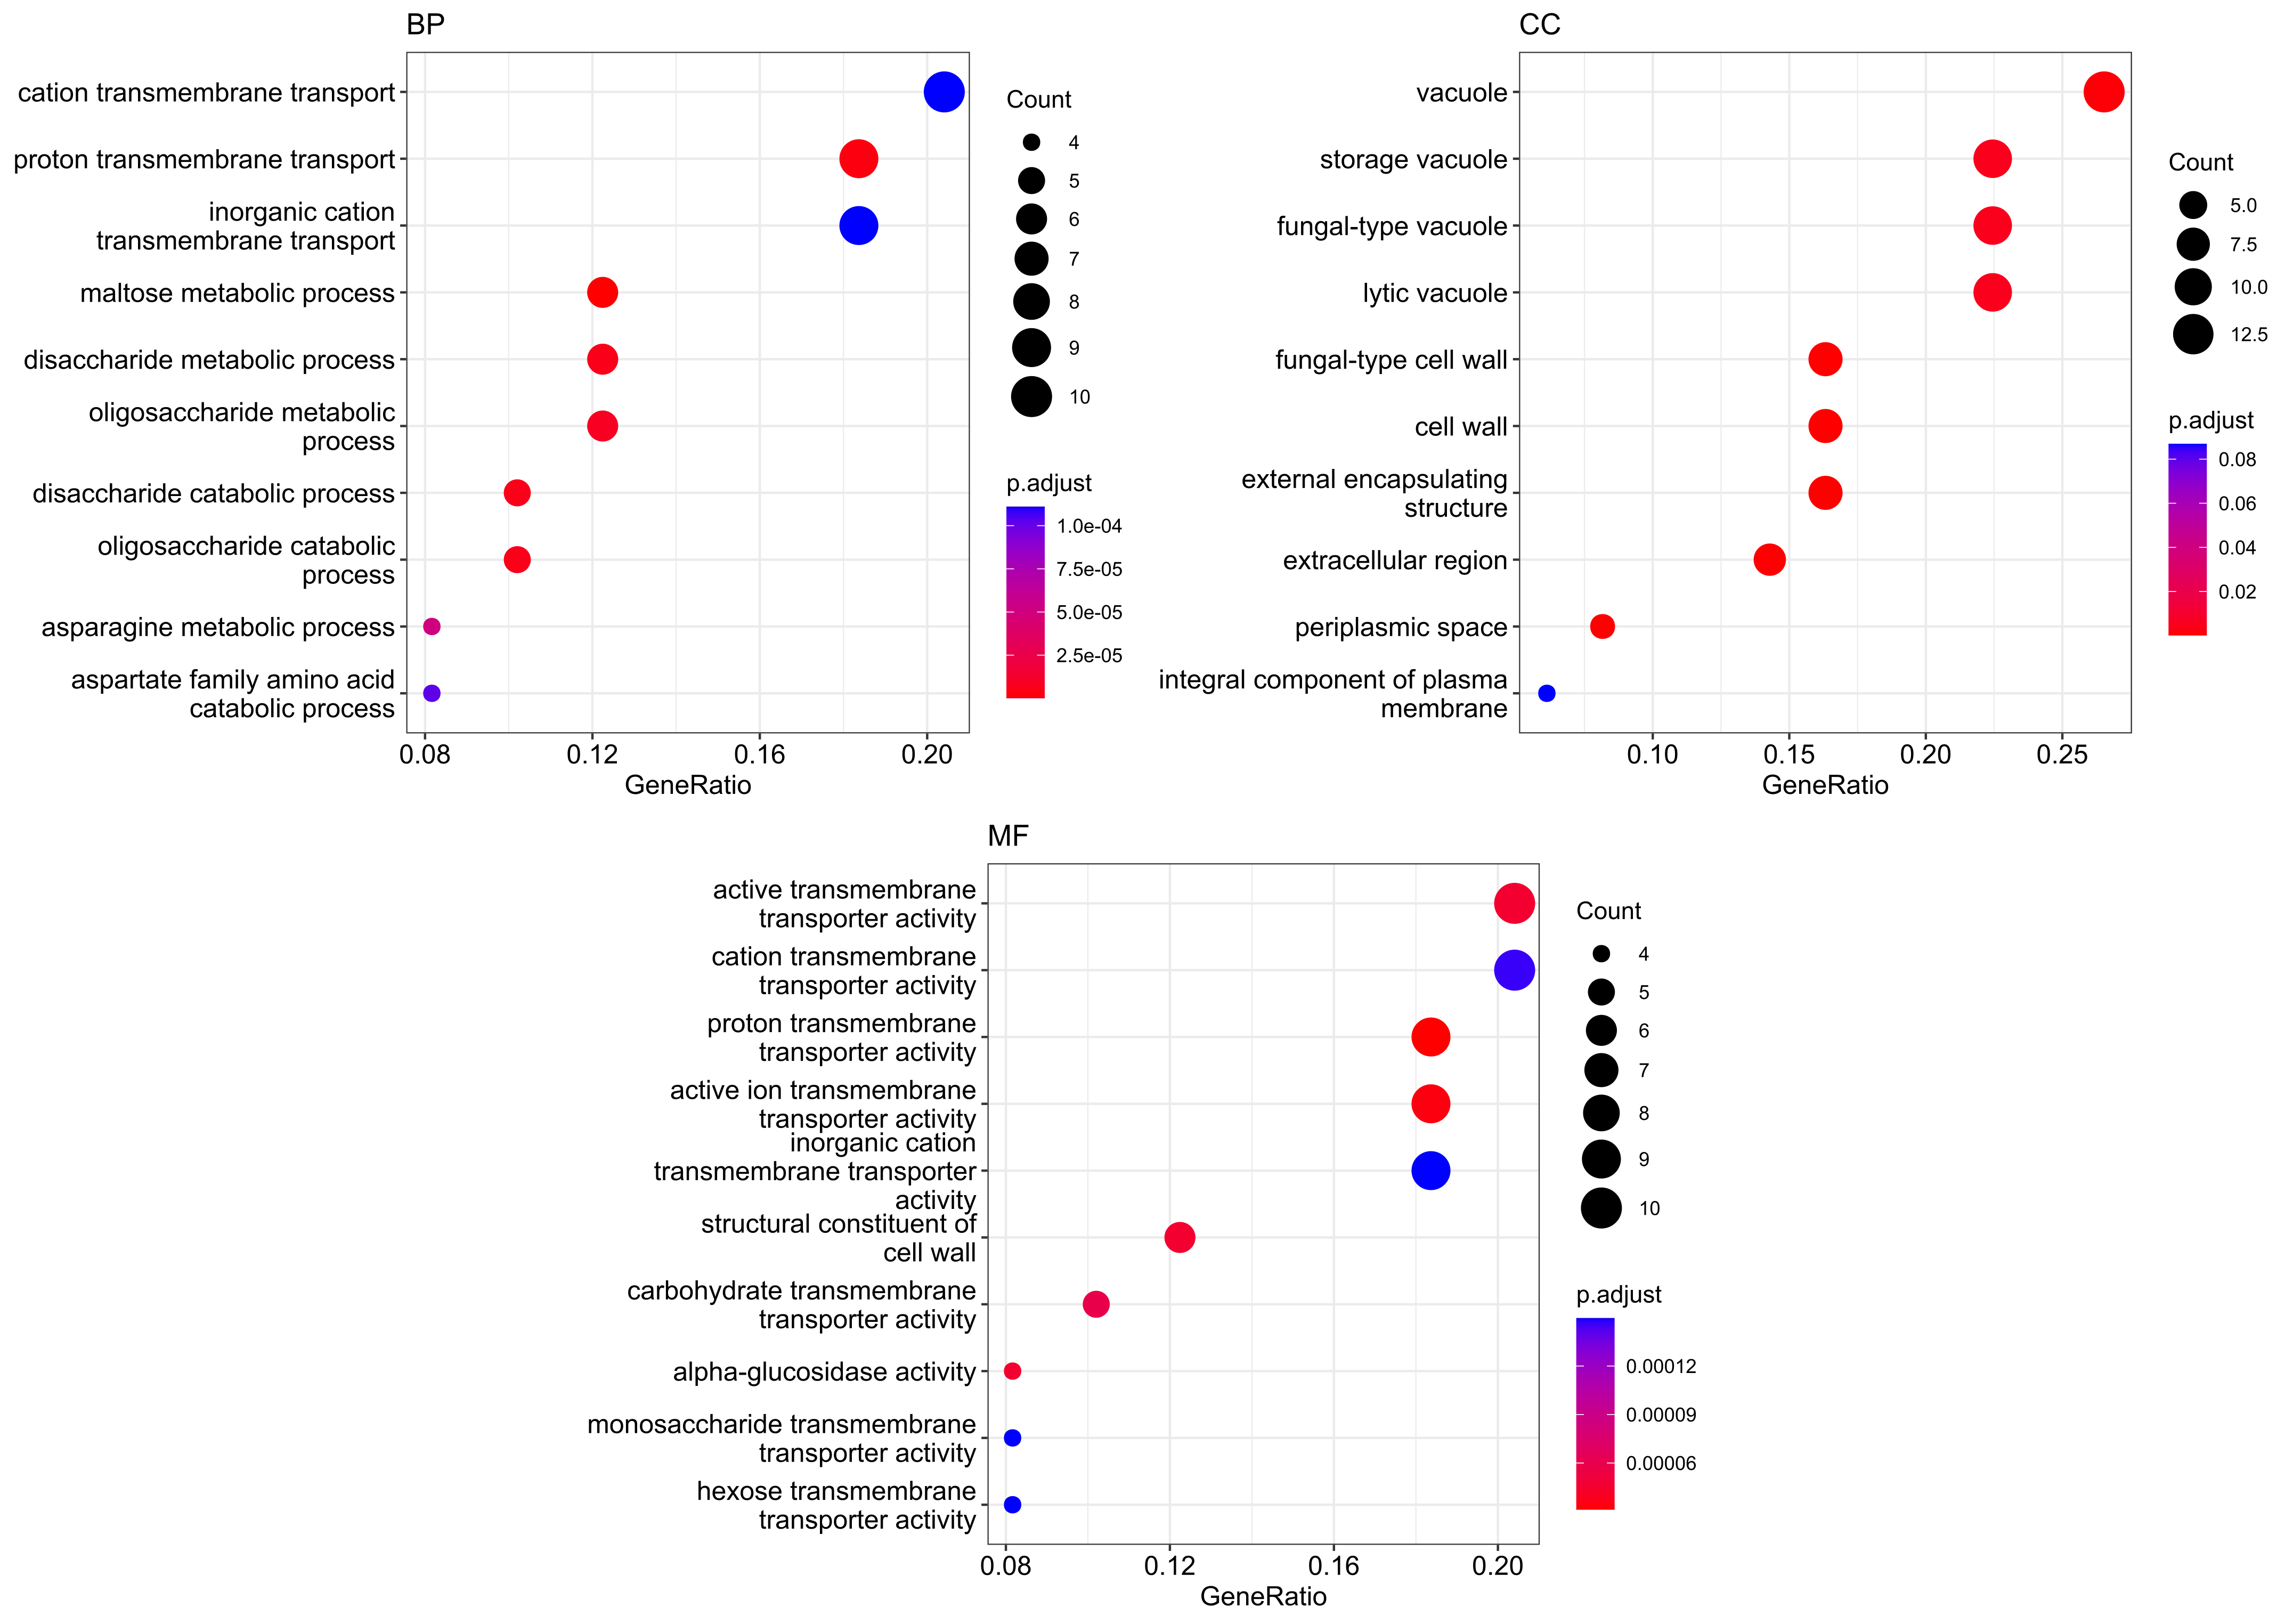 BP
cation transmembrane transport
proton transmembrane transport
inorganic cation
transmembrane transport
maltose metabolic process
disaccharide metabolic process
oligosaccharide metabolic
process
disaccharide catabolic process
oligosaccharide catabolic
process
asparagine metabolic process
aspartate family amino acid
catabolic process
0.08 0.12 0.16 0.20
GeneRatio
Count
4
5
6
7
8
9
10
p.adjust
1.0e-04
7.5e-05
5.0e-05
2.5e-05
CC
vacuole
storage vacuole
fungal-type vacuole
lytic vacuole
fungal-type cell wall
cell wall
external encapsulating
structure
extracellular region
periplasmic space
integral component of plasma
membrane
0.10 0.15 0.20 0.25
GeneRatio
Count
5.0
7.5
10.0
12.5
p.adjust
0.08
0.06
0.04
0.02
MF
active transmembrane
transporter activity
cation transmembrane
transporter activity
proton transmembrane
transporter activity
active ion transmembrane
transporter activity
inorganic cation
transmembrane transporter
activity
structural constituent of
cell wall
carbohydrate transmembrane
transporter activity
alpha-glucosidase activity
monosaccharide transmembrane
transporter activity
hexose transmembrane
transporter activity
0.08 0.12 0.16 0.20
GeneRatio
Count
4
5
6
7
8
9
10
p.adjust
0.00012
0.00009
0.00006